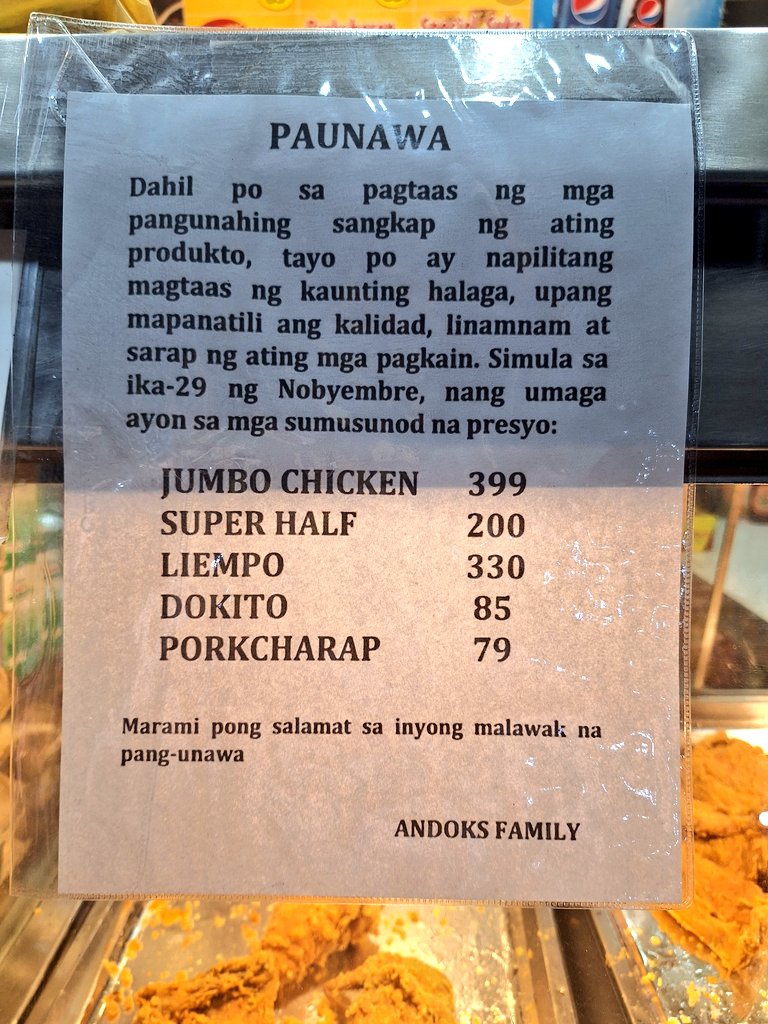 PAUNAWA
Dahil po sa pagtaas ng mga
pangunahing sangkap ng ating
produkto, tayo po ay napilitang
magtaas ng kaunting halaga, upang
mapanatili ang kalidad, linamnam at
sarap ng ating mga pagkain. Simula sa
ika-29 ng Nobyembre, nang umaga
ayon sa mga sumusunod na presyo:
JUMBO CHICKEN 399
SUPER HALF 200
LIEMPO 330
DOKITO 85
PORKCHARAP 79
Marami pong salamat sa inyong malawak na
pang-unawa
ANDOKS FAMILY